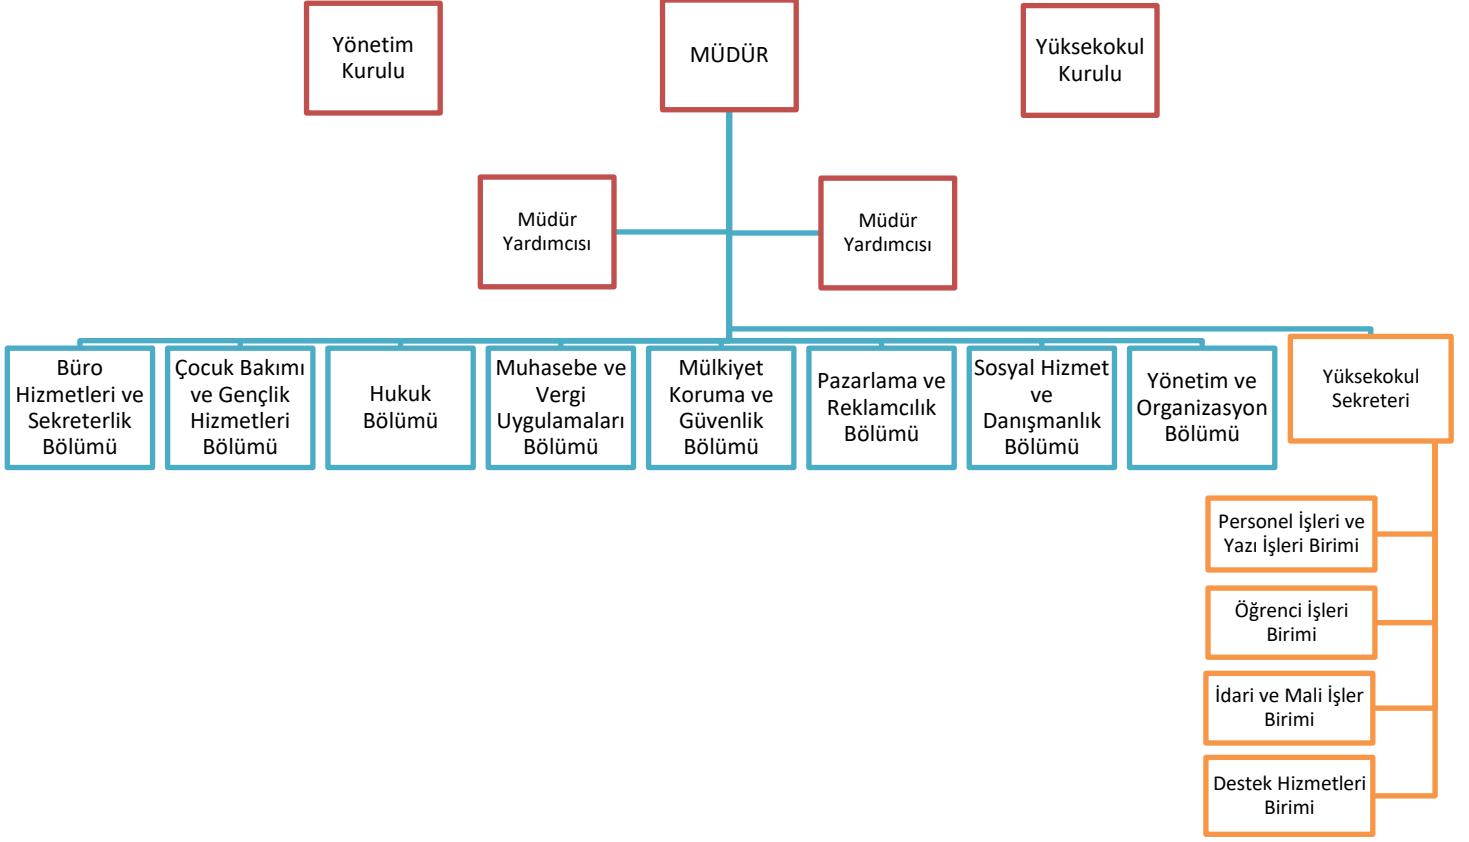 Yönetim
Kurulu
MÜDÜR
Yüksekokul
Kurulu
Müdür
Yardımcısı
Müdür
Yardımcısı
Büro
Hizmetleri ve
Sekreterlik
Bölümü
Çocuk Bakımı
ve Gençlik
Hizmetleri
Bölümü
Hukuk
Bölümü
Muhasebe ve
Vergi
Uygulamaları
Bölümü
Mülkiyet
Koruma ve
Güvenlik
Bölümü
Pazarlama ve
Reklamcılık
Bölümü
Sosyal Hizmet
ve
Danışmanlık
Bölümü
Yönetim ve
Organizasyon
Bölümü
Yüksekokul
Sekreteri
Personel İşleri ve
Yazı İşleri Birimi
Öğrenci İşleri
Birimi
İdari ve Mali İşler
Birimi
Destek Hizmetleri
Birimi